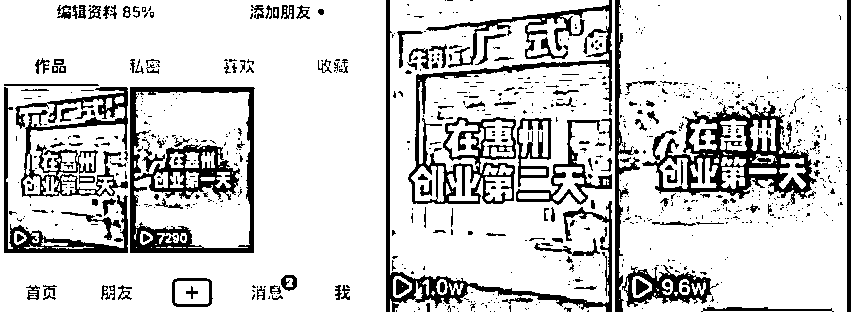 编辑资料 85%
添加朋友
作品
私密
喜欢
收藏
广式
在惠州
创业第二天
3
在惠州
创业第一天
7290
首页
朋友
消息
2
我
广式
在惠州
创业第二天
1.0w
在惠州
创业第一天
9.6w